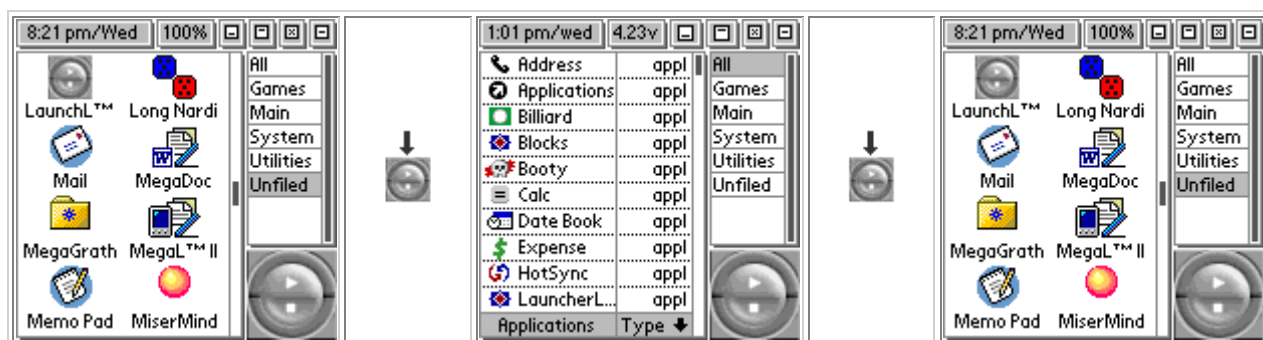 8:21 pm/Wed 100%
LaunchL™ Long Nardi
Mail MegaDoc
MegaGrath MegaL™ II
Memo Pad MiserMind
All
Games
Main
System
Utilities
Unfiled
1:01 pm/wed 4.23v
Address appl
Applications appl
Billiard appl
Blocks appl
Booty appl
Calc appl
Date Book appl
Expense appl
HotSync appl
LauncherL... appl
Applications Type
All
Games
Main
System
Utilities
Unfiled
8:21 pm/Wed 100%
LaunchL™ Long Nardi
Mail MegaDoc
MegaGrath MegaL™ II
Memo Pad MiserMind
All
Games
Main
System
Utilities
Unfiled